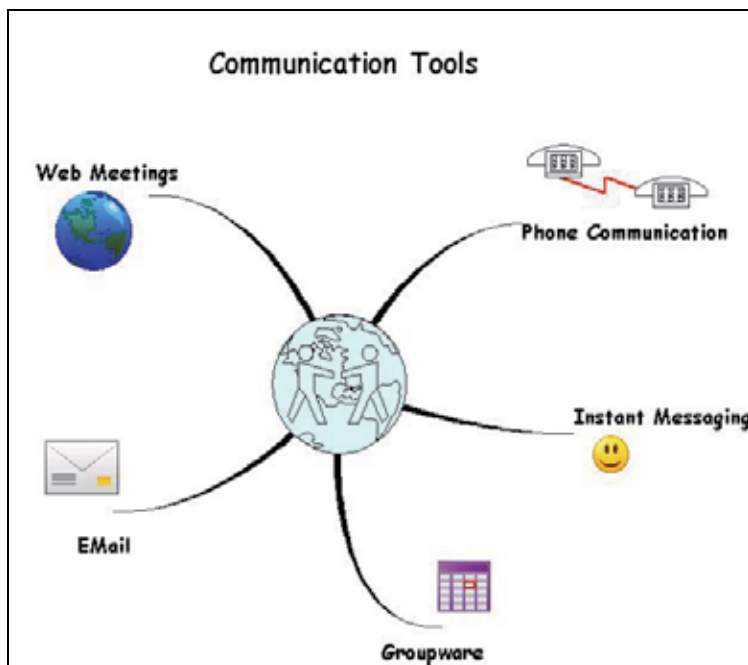 Communication Tools
Web Meetings
Phone Communication
Instant Messaging
EMail
Groupware